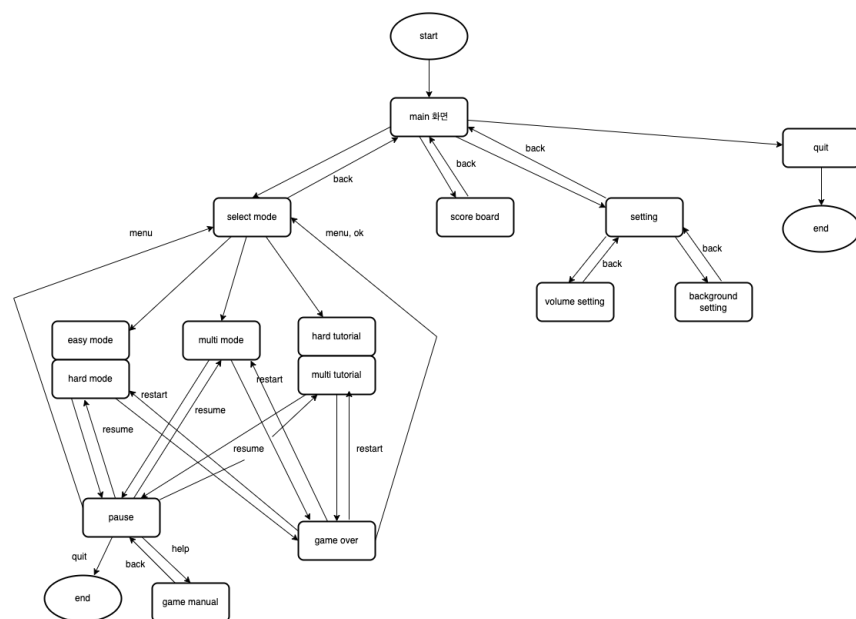 start
main 화면
back
back
back
quit
select mode
score board
setting
end
menu
menu, ok
back
back
volume setting
background
setting
easy mode
hard mode
multi mode
hard tutorial
multi tutorial
restart
restart
resume
resume
resume
restart
pause
game over
quit
back
help
end
game manual